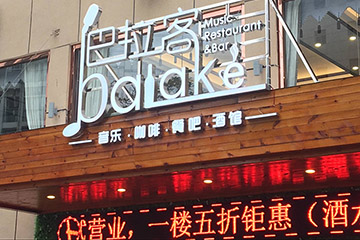 巴拉客
Music
Restaurant
&Bar
balake
音乐·咖啡·餐吧·酒馆
营业，一楼五折钜惠（酒水